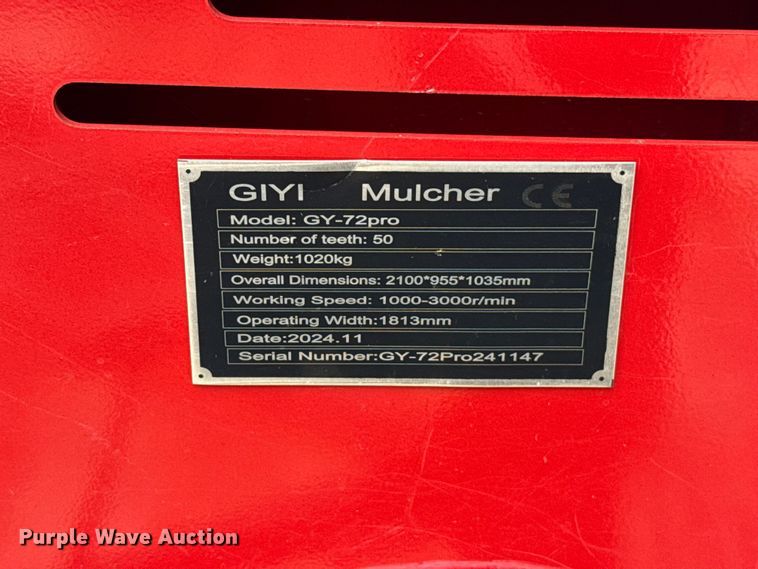 GIYI Mulcher CE
Model: GY-72pro
Number of teeth: 50
Weight:1020kg
Overall Dimensions: 2100*955*1035mm
Working Speed: 1000-3000r/min
Operating Width:1813mm
Date:2024.11
Serial Number:GY-72Pro241147
Purple Wave Auction